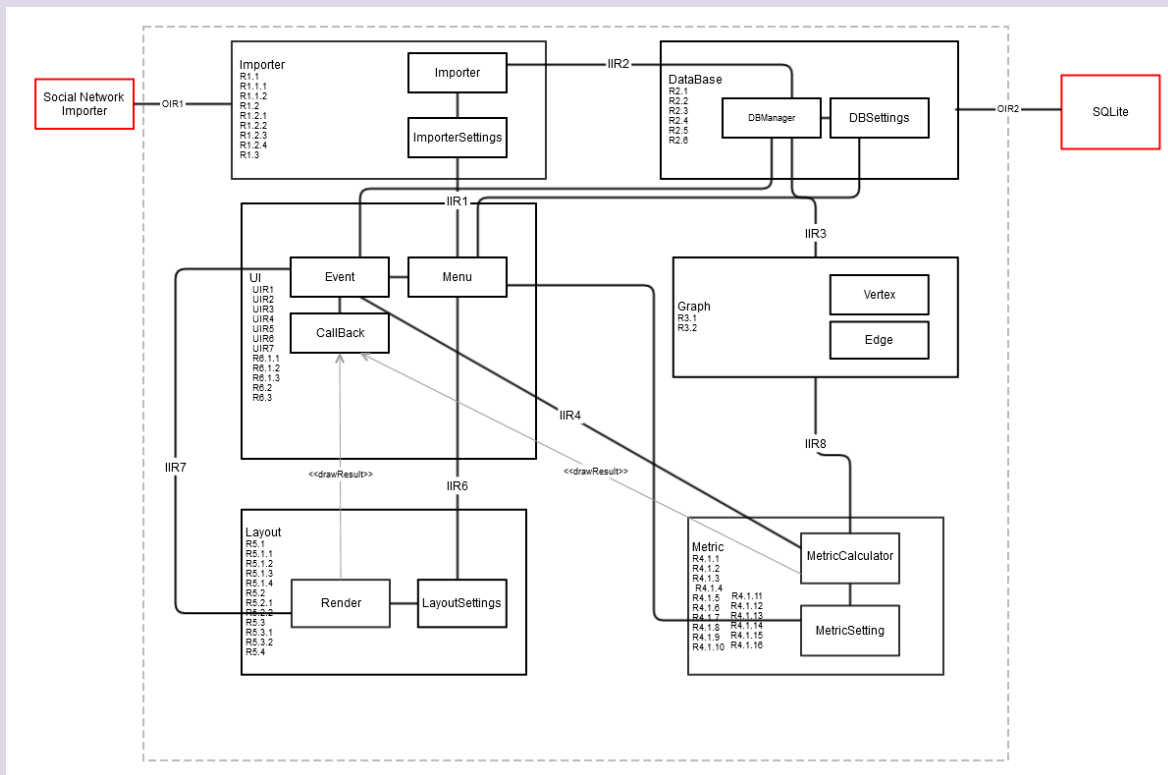 Social Network
Importer
OIR1
Importer
R1.1
R1.1.1
R1.1.2
R1.2
R1.2.1
R1.2.2
R1.2.3
R1.2.4
R1.3
Importer
ImporterSettings
IIR2
DataBase
R2.1
R2.2
R2.3
R2.4
R2.5
R2.6
DBManager
DBSettings
OIR2
SQLite
IIR1
IIR3
UI
UIR1
UIR2
UIR3
UIR4
UIR5
UIR6
UIR7
R6.1.1
R6.1.2
R6.1.3
R6.2
R6.3
Event
Menu
CallBack
Graph
R3.1
R3.2
Vertex
Edge
IIR4
IIR8
IIR7
<<drawResult>>
<<drawResult>>
IIR6
Layout
R5.1
R5.1.1
R5.1.2
R5.1.3
R5.1.4
R5.2
R5.2.1
R5.2.2
R5.3
R5.3.1
R5.3.2
R5.4
Render
LayoutSettings
Metric
R4.1.1
R4.1.2
R4.1.3
R4.1.4
R4.1.5
R4.1.6
R4.1.7
R4.1.8
R4.1.9
R4.1.10
R4.1.11
R4.1.12
R4.1.13
R4.1.14
R4.1.15
R4.1.16
MetricCalculator
MetricSetting